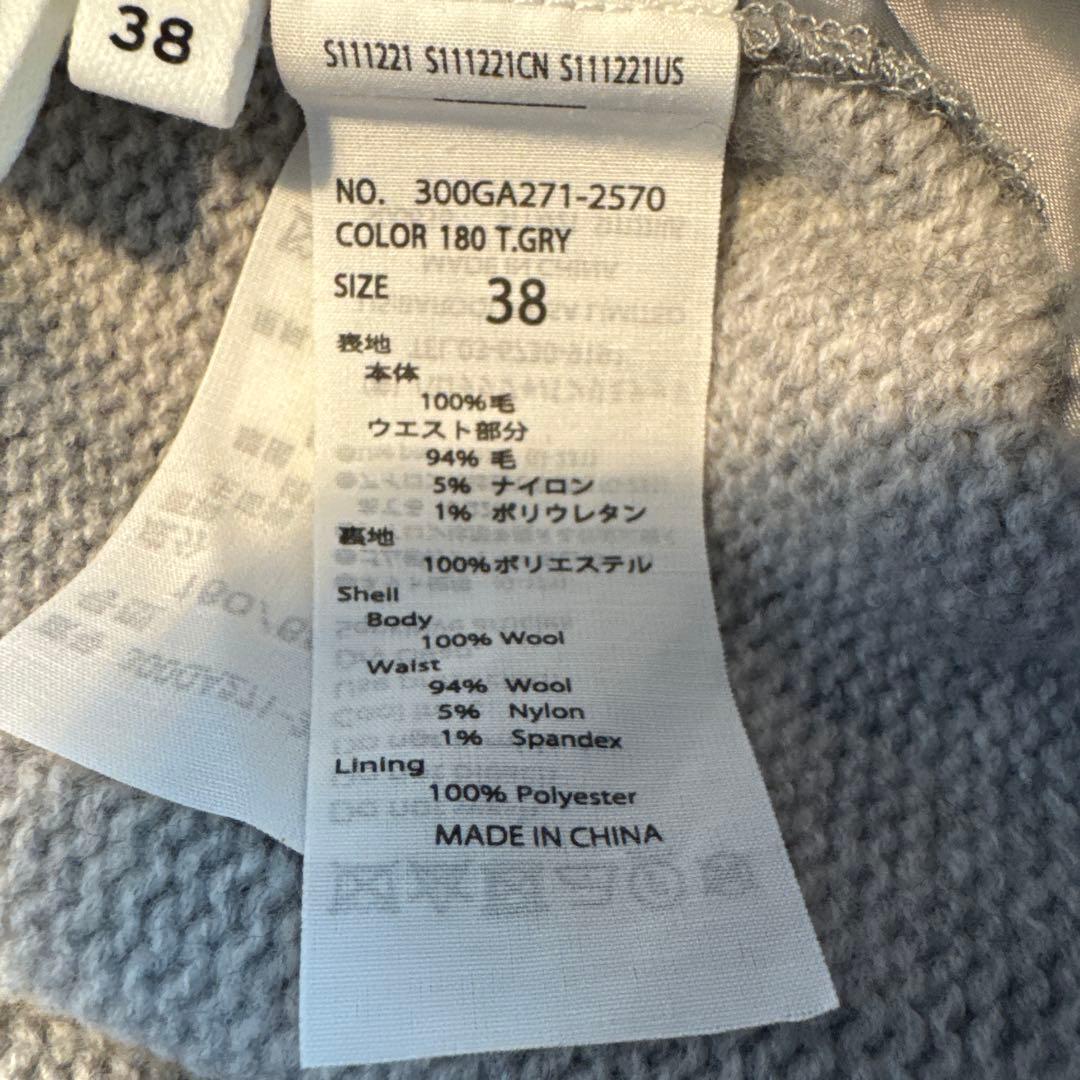 38
S111221 S111221CN S111221US
NO. 300GA271-2570
COLOR 180 T.GRY
SIZE 38
表地
本体
100%毛
ウエスト部分
94% 毛
5% ナイロン
1% ポリウレタン
裏地
100%ポリエステル
Shell
Body
100% Wool
Waist
94% Wool
5% Nylon
1% Spandex
Lining
100% Polyester
MADE IN CHINA